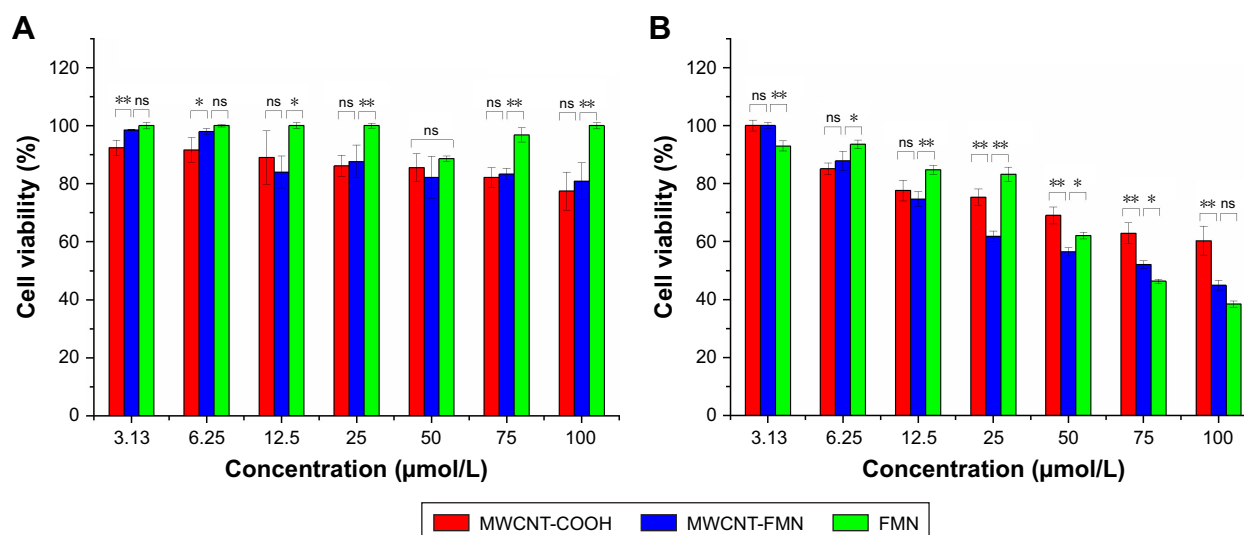 A
Cell viability (%)
120
100
80
60
40
20
0
** ns
* ns
ns *
ns **
ns
ns **
ns **
3.13 6.25 12.5 25 50 75 100
Concentration (µmol/L)
B
Cell viability (%)
120
100
80
60
40
20
0
ns **
ns *
ns **
** **
** *
** *
** ns
3.13 6.25 12.5 25 50 75 100
Concentration (µmol/L)
MWCNT-COOH MWCNT-FMN FMN